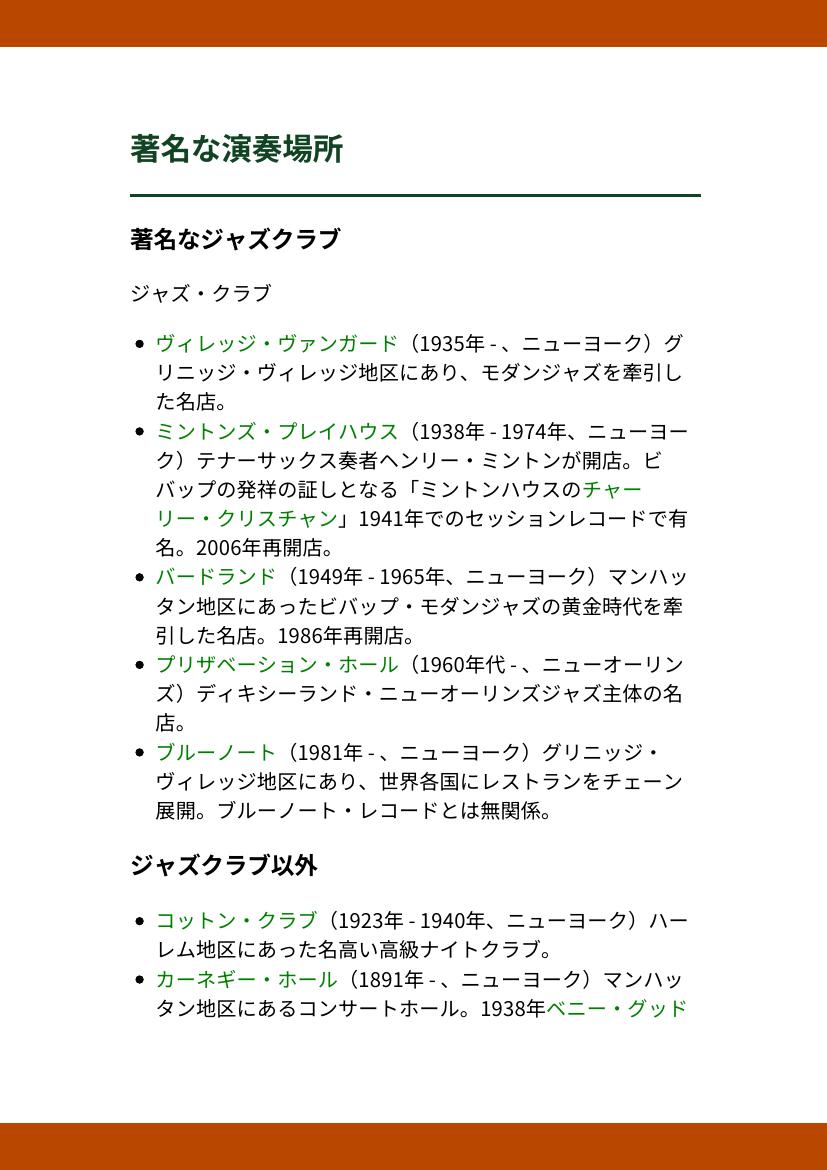 著名な演奏場所
著名なジャズクラブ
ジャズ・クラブ
• ヴィレッジ・ヴァンガード（1935年 - 、ニューヨーク）グ
リニッジ・ヴィレッジ地区にあり、モダンジャズを牽引し
た名店。
• ミントンズ・プレイハウス（1938年 - 1974年、ニューヨー
ク）テナーサックス奏者ヘンリー・ミントンが開店。ビ
バップの発祥の証しとなる「ミントンハウスのチャー
リー・クリスチャン」1941年でのセッションレコードで有
名。2006年再開店。
• バードランド（1949年 - 1965年、ニューヨーク）マンハッ
タン地区にあったビバップ・モダンジャズの黄金時代を牽
引した名店。1986年再開店。
• プリザベーション・ホール（1960年代 - 、ニューオーリン
ズ）ディキシーランド・ニューオーリンズジャズ主体の名
店。
• ブルーノート（1981年 - 、ニューヨーク）グリニッジ・
ヴィレッジ地区にあり、世界各国にレストランをチェーン
展開。ブルーノート・レコードとは無関係。
ジャズクラブ以外
• コットン・クラブ（1923年 - 1940年、ニューヨーク）ハー
レム地区にあった名高い高級ナイトクラブ。
• カーネギー・ホール（1891年 - 、ニューヨーク）マンハッ
タン地区にあるコンサートホール。1938年ベニー・グッド